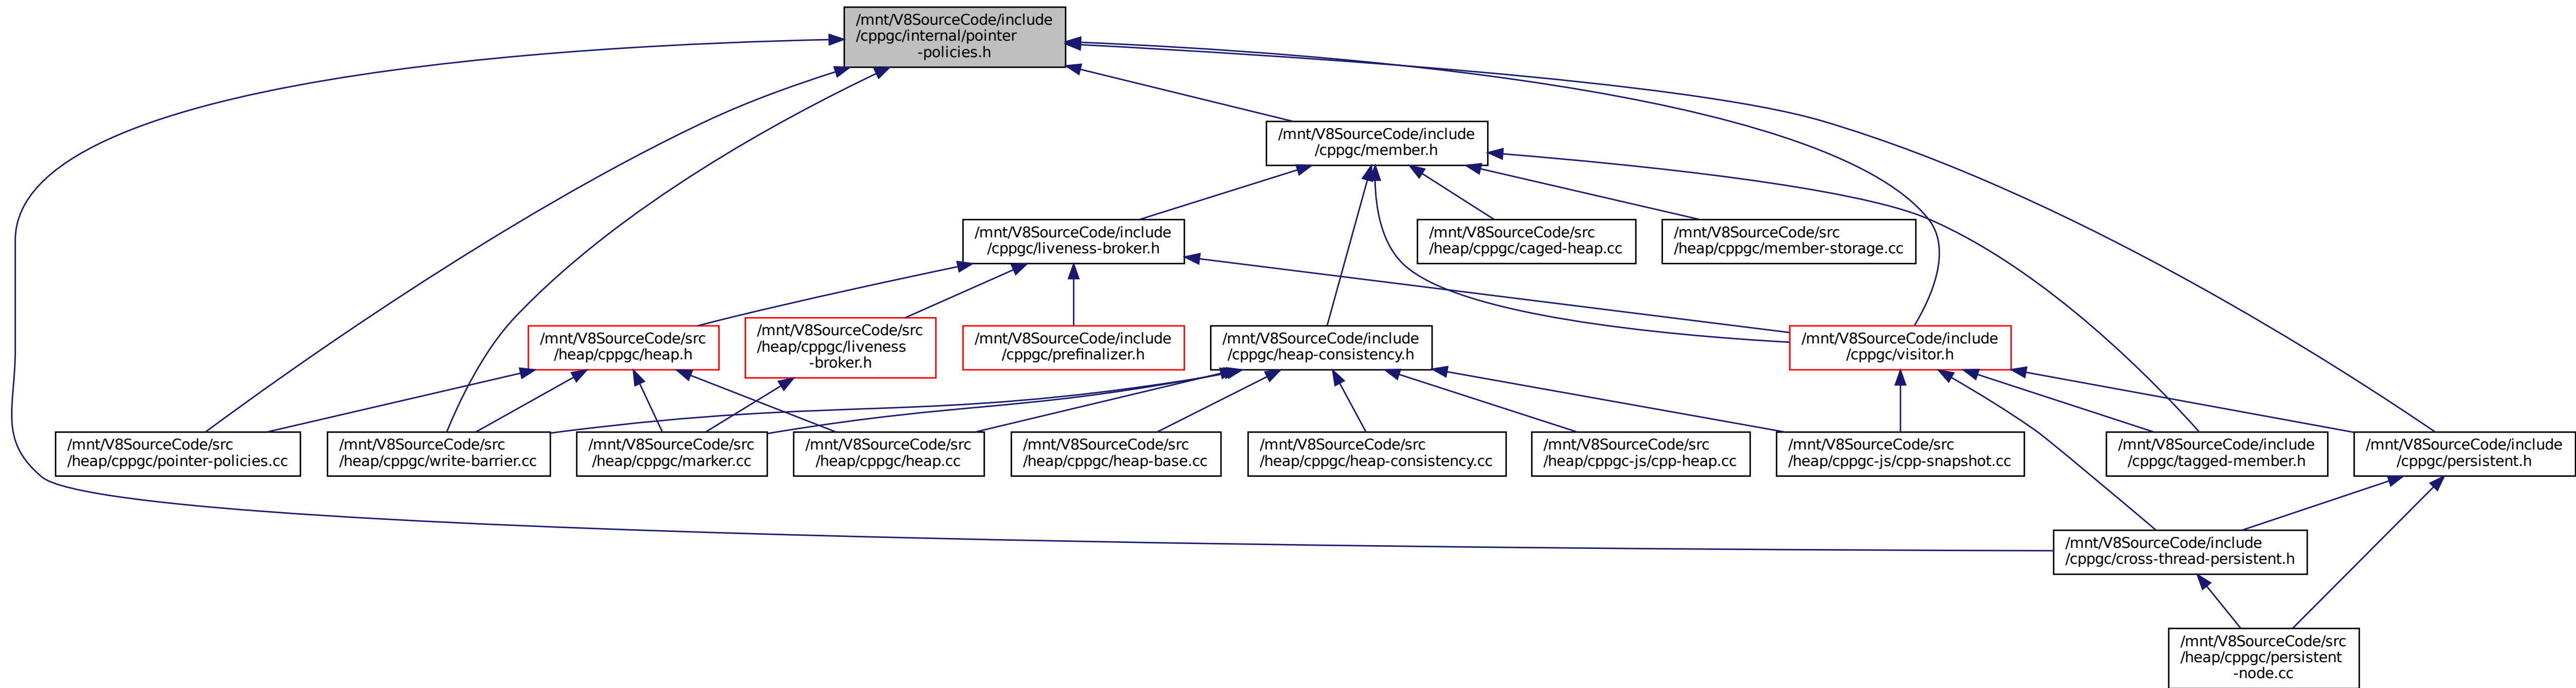 /mnt/V8SourceCode/include
/cppgc/internal/pointer
-policies.h
/mnt/V8SourceCode/include
/cppgc/member.h
/mnt/V8SourceCode/include
/cppgc/liveness-broker.h
/mnt/V8SourceCode/src
/heap/cppgc/caged-heap.cc
/mnt/V8SourceCode/src
/heap/cppgc/member-storage.cc
/mnt/V8SourceCode/src
/heap/cppgc/heap.h
/mnt/V8SourceCode/src
/heap/cppgc/liveness
-broker.h
/mnt/V8SourceCode/include
/cppgc/prefinalizer.h
/mnt/V8SourceCode/include
/cppgc/heap-consistency.h
/mnt/V8SourceCode/include
/cppgc/visitor.h
/mnt/V8SourceCode/src
/heap/cppgc/pointer-policies.cc
/mnt/V8SourceCode/src
/heap/cppgc/write-barrier.cc
/mnt/V8SourceCode/src
/heap/cppgc/marker.cc
/mnt/V8SourceCode/src
/heap/cppgc/heap.cc
/mnt/V8SourceCode/src
/heap/cppgc/heap-base.cc
/mnt/V8SourceCode/src
/heap/cppgc/heap-consistency.cc
/mnt/V8SourceCode/src
/heap/cppgc-js/cpp-heap.cc
/mnt/V8SourceCode/src
/heap/cppgc-js/cpp-snapshot.cc
/mnt/V8SourceCode/include
/cppgc/tagged-member.h
/mnt/V8SourceCode/include
/cppgc/persistent.h
/mnt/V8SourceCode/include
/cppgc/cross-thread-persistent.h
/mnt/V8SourceCode/src
/heap/cppgc/persistent
-node.cc